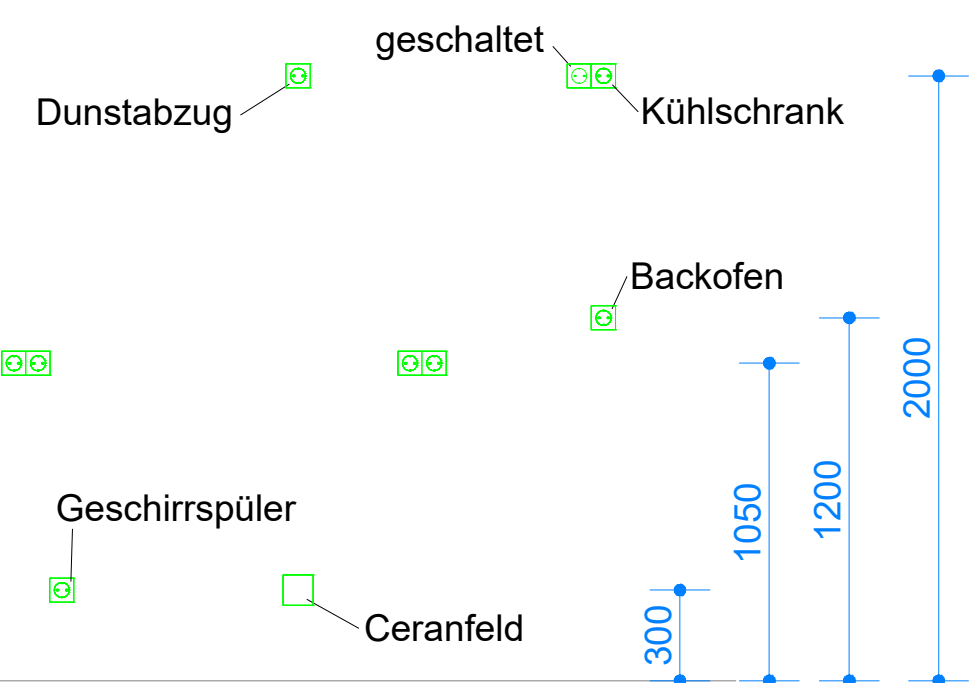 geschaltet
Dunstabzug
Kühlschrank
Backofen
2000
1200
1050
Geschirrspüler
300
Ceranfeld